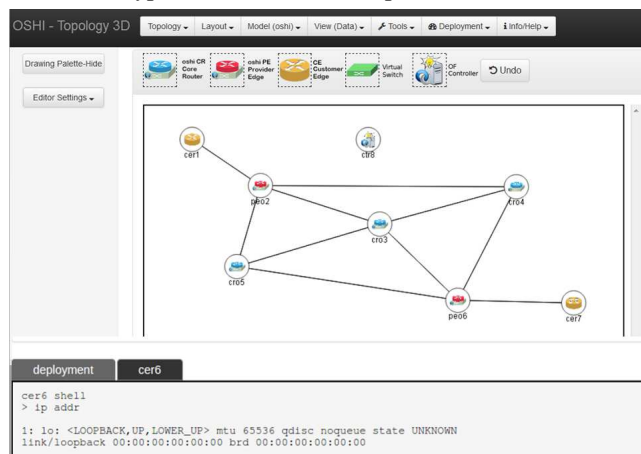 OSHI - Topology 3D
Topology Layout Model (oshi) View (Data) Tools Deployment i Info/Help
Drawing Palette-Hide
Editor Settings
oshi CR Core Router
oshi PE Provider Edge
CE Customer Edge
Virtual Switch
OF Controller
Undo
cer1
ctr8
peo2
cro4
cro3
cro5
peo6
cer7
deployment cer6
cer6 shell
> ip addr
1: lo: <LOOPBACK,UP,LOWER_UP> mtu 65536 qdisc noqueue state UNKNOWN
link/loopback 00:00:00:00:00:00 brd 00:00:00:00:00:00